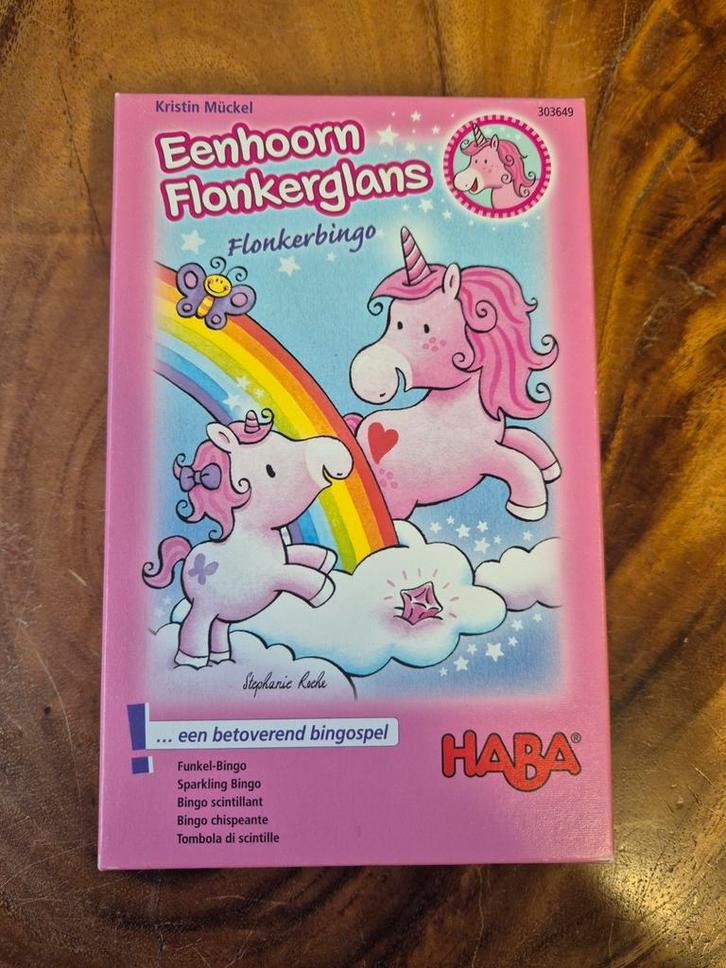 Kristin Mückel
303649
Eenhoorn
Flonkerglans
Flonkerbingo
Stephanie Roehe
! ... een betoverend bingospel
Funkel-Bingo
Sparkling Bingo
Bingo scintillant
Bingo chispeante
Tombola di scintille
HABA®